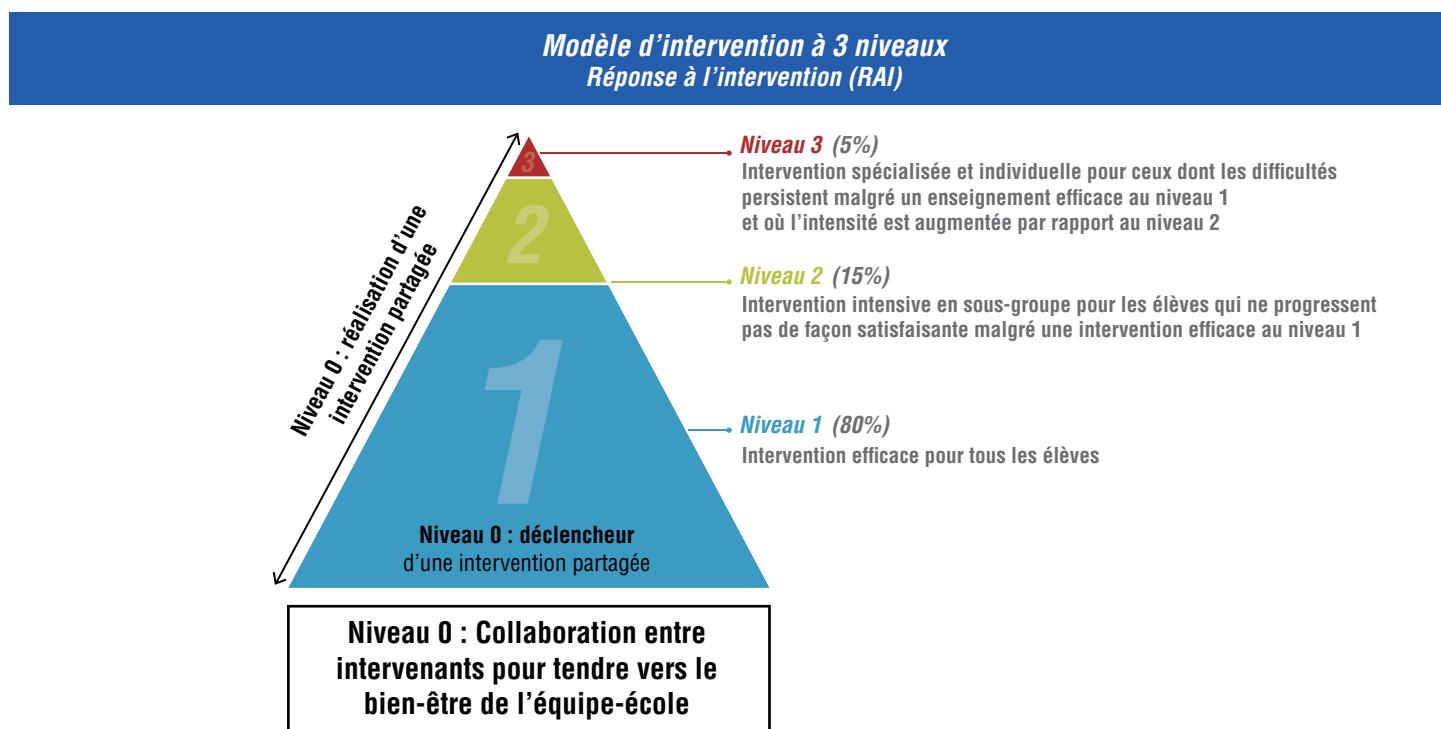 Modèle d'intervention à 3 niveaux
Réponse à l'intervention (RAI)
3
Niveau 3 (5%)
Intervention spécialisée et individuelle pour ceux dont les difficultés
persistent malgré un enseignement efficace au niveau 1
et où l'intensité est augmentée par rapport au niveau 2
2
Niveau 2 (15%)
Intervention intensive en sous-groupe pour les élèves qui ne progressent
pas de façon satisfaisante malgré une intervention efficace au niveau 1
Niveau 0 : réalisation d'une
intervention partagée
1
Niveau 1 (80%)
Intervention efficace pour tous les élèves
Niveau 0 : déclencheur
d'une intervention partagée
Niveau 0 : Collaboration entre
intervenants pour tendre vers le
bien-être de l'équipe-école